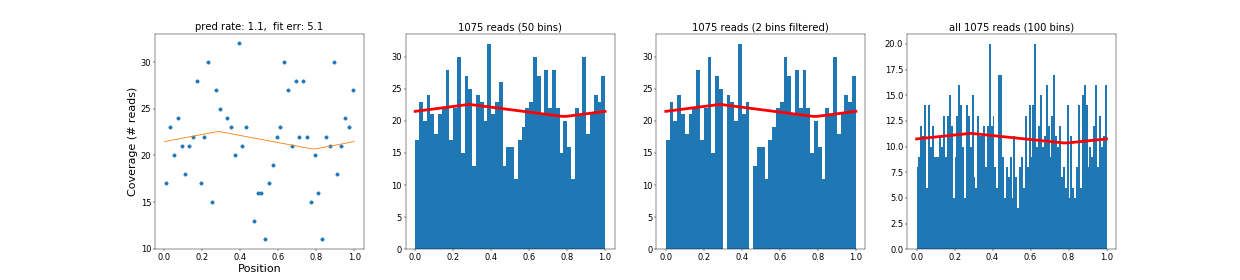 pred rate: 1.1,  fit err: 5.1
Coverage (# reads)
30
25
20
15
10
0.0 0.2 0.4 0.6 0.8 1.0
Position
1075 reads (50 bins)
30
25
20
15
10
5
0
0.0 0.2 0.4 0.6 0.8 1.0
1075 reads (2 bins filtered)
30
25
20
15
10
5
0
0.0 0.2 0.4 0.6 0.8 1.0
all 1075 reads (100 bins)
20.0
17.5
15.0
12.5
10.0
7.5
5.0
2.5
0.0
0.0 0.2 0.4 0.6 0.8 1.0